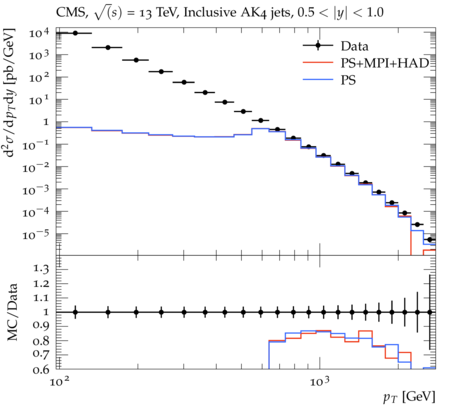 CMS, √(s) = 13 TeV, Inclusive AK4 jets, 0.5 < |y| < 1.0
d²σ/dp_T dy [pb/GeV]
10⁴
10³
10²
10¹
1
10⁻¹
10⁻²
10⁻³
10⁻⁴
10⁻⁵
Data
PS+MPI+HAD
PS
MC/Data
1.3
1.2
1.1
1
0.9
0.8
0.7
0.6
10² 10³
p_T [GeV]